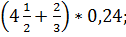 (4 1/2 + 2/3) * 0,24;